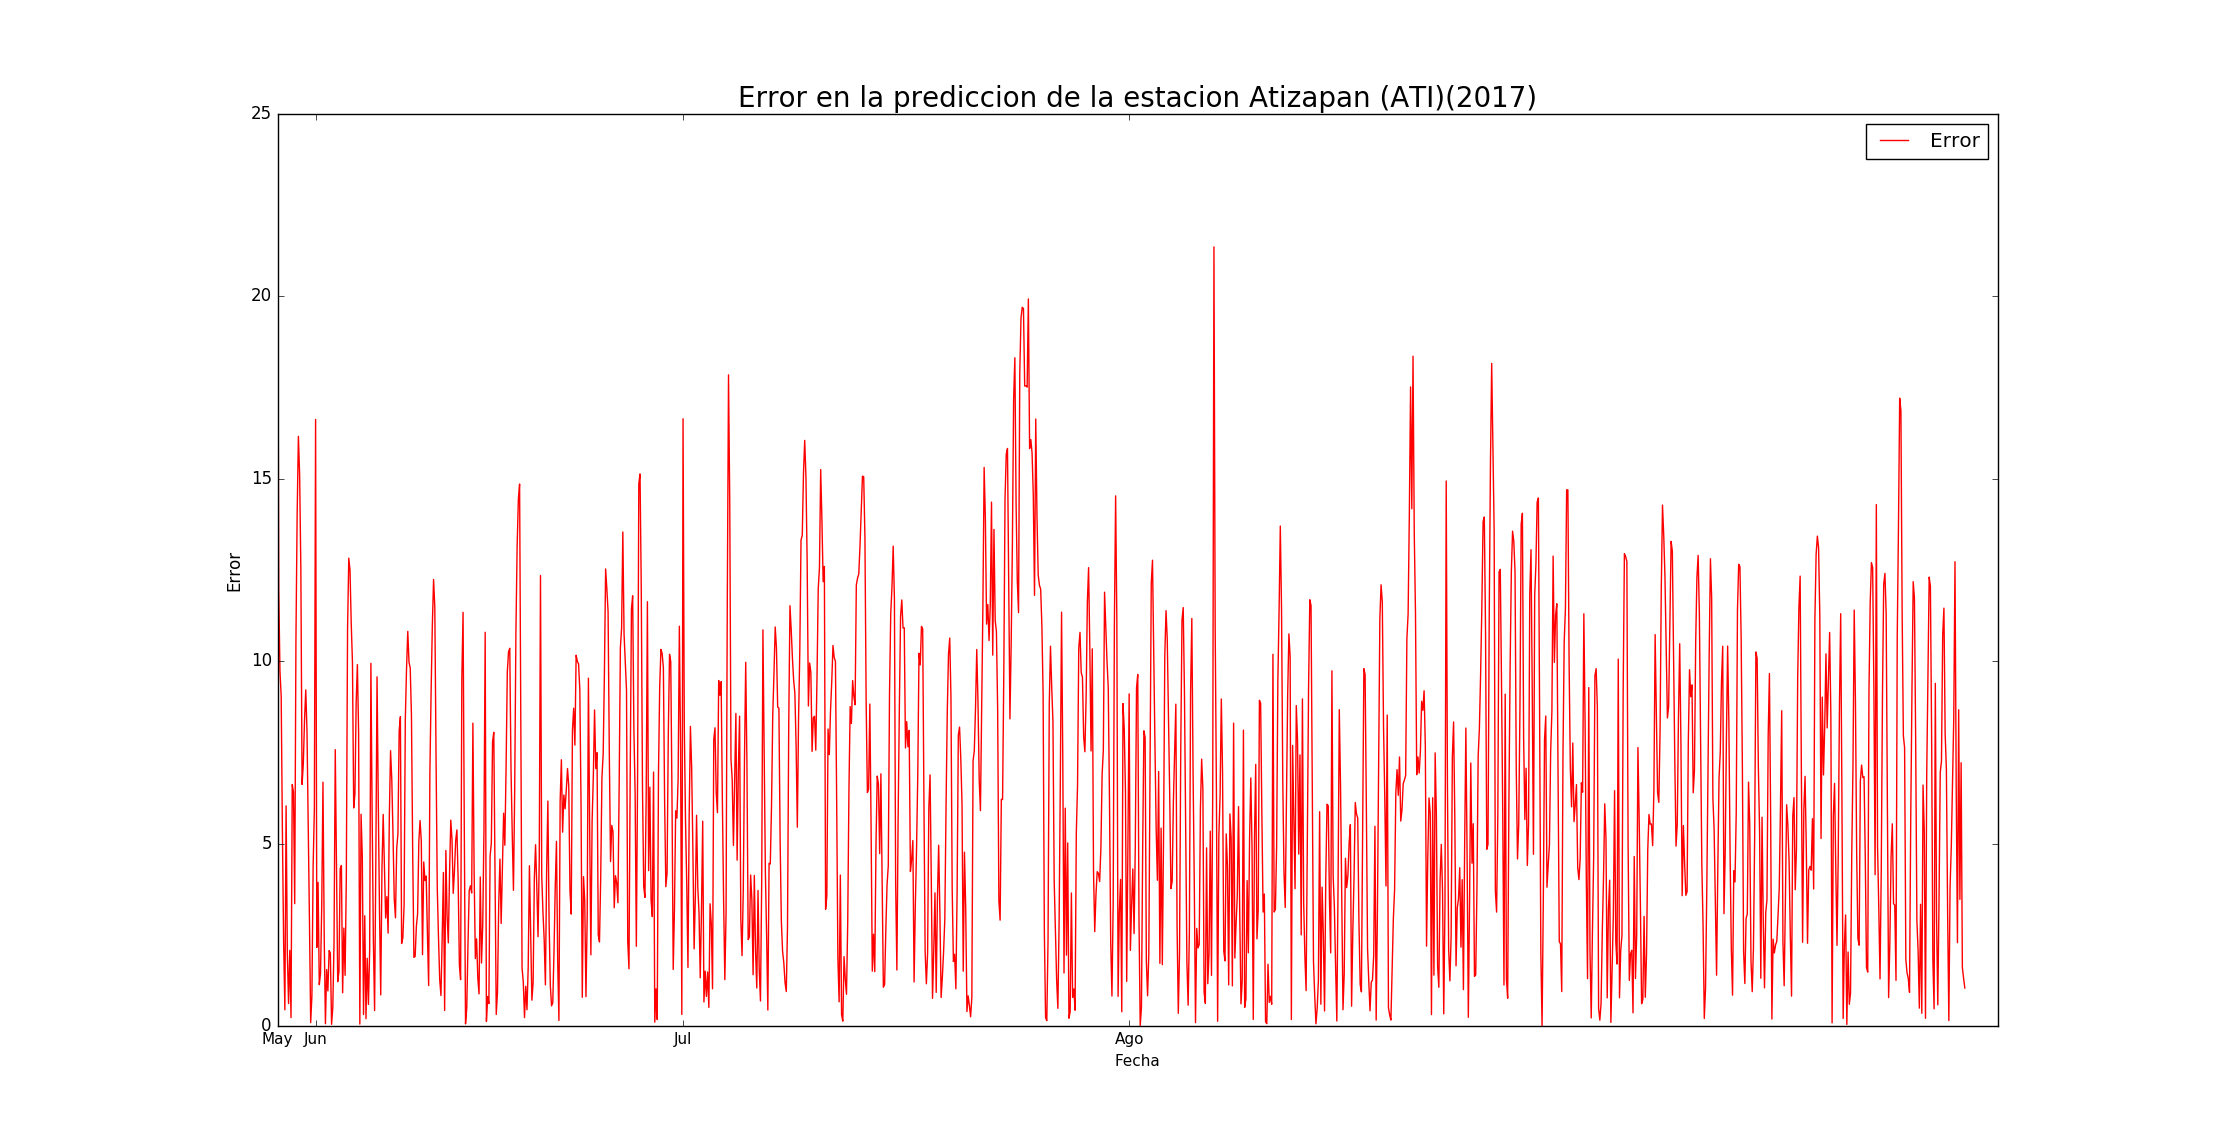 Error en la prediccion de la estacion Atizapan (ATI)(2017)
25
20
15
10
5
0
Error
Error
May
Jun
Jul
Ago
Fecha